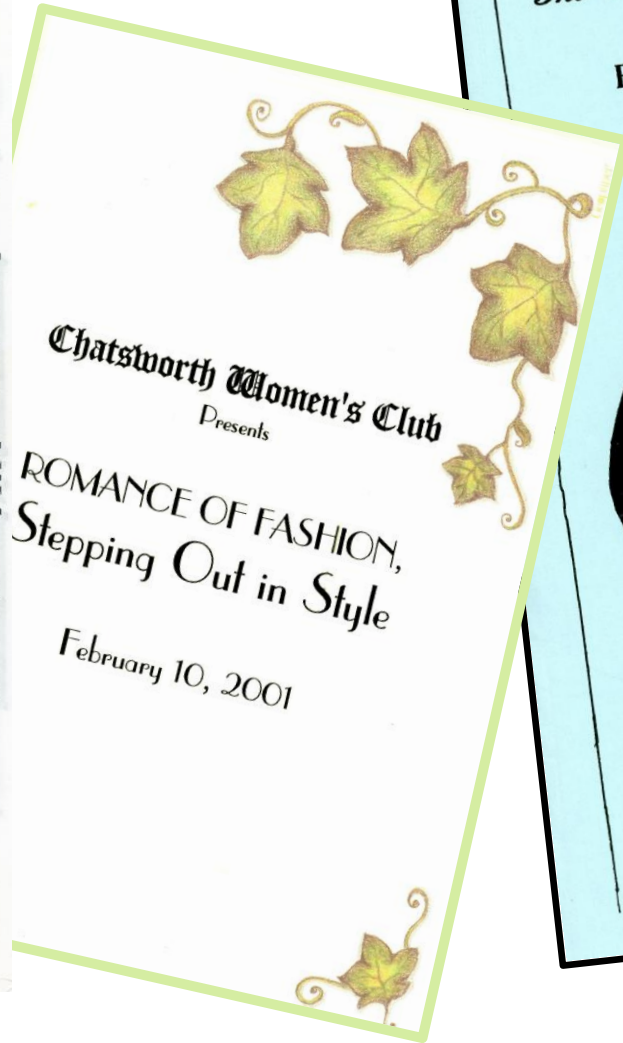 Chatsworth Women's Club
Presents
ROMANCE OF FASHION,
Stepping Out in Style
February 10, 2001